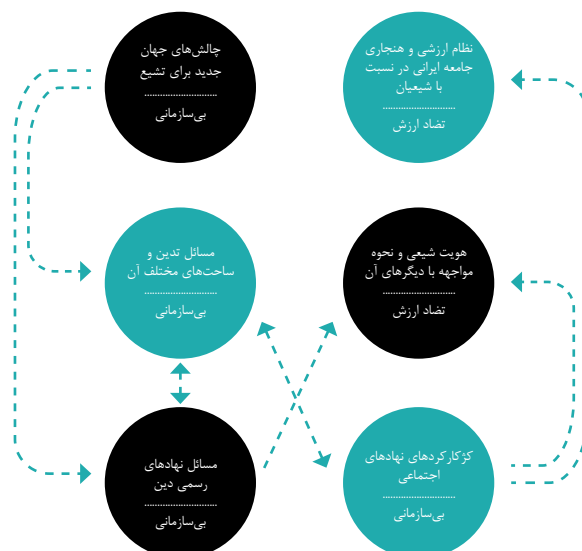 نظام ارزشی و هنجاری
جامعه ایرانی در نسبت
با شیعیان
تضاد ارزش
چالش‌های جهان
جدید برای تشیع
بی‌سازمانی
هویت شیعی و نحوه
مواجهه با دیگرهای آن
تضاد ارزش
مسائل تدین و
ساحت‌های مختلف آن
بی‌سازمانی
کژکارکردهای نهادهای
اجتماعی
بی‌سازمانی
مسائل نهادهای
رسمی دین
بی‌سازمانی